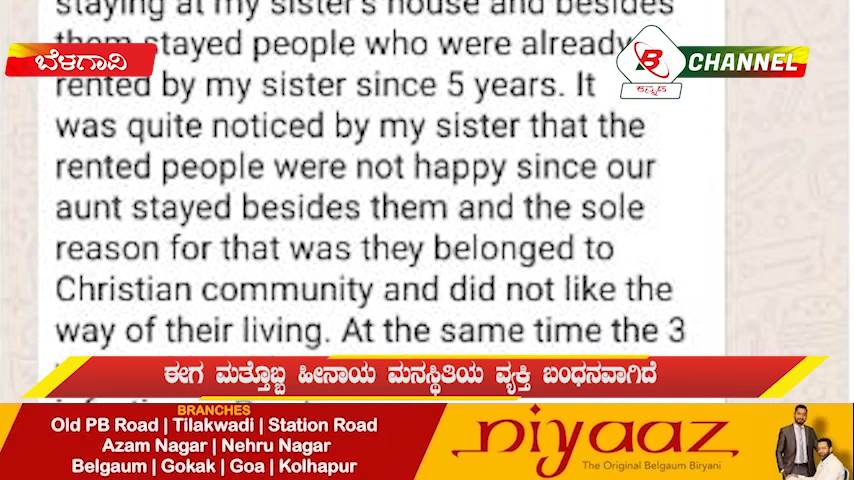 staying at my sister's house and besides
them stayed people who were already
rented by my sister since 5 years. It
was quite noticed by my sister that the
rented people were not happy since our
aunt stayed besides them and the sole
reason for that was they belonged to
Christian community and did not like the
way of their living. At the same time the 3
ಬೆಳಗಾವಿ
B CHANNEL
ಕನ್ನಡ
ಈಗ ಮತ್ತೊಬ್ಬ ಹೀನಾಯ ಮನಸ್ಥಿತಿಯ ವ್ಯಕ್ತಿ ಬಂಧನವಾಗಿದೆ
BRANCHES
Old PB Road | Tilakwadi | Station Road
Azam Nagar | Nehru Nagar
Belgaum | Gokak | Goa | Kolhapur
niyaaz
The Original Belgaum Biryani